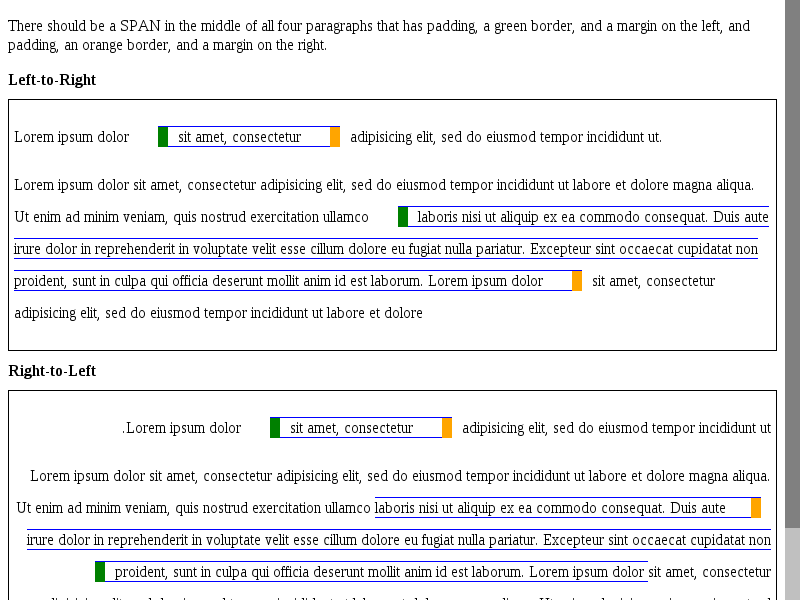 There should be a SPAN in the middle of all four paragraphs that has padding, a green border, and a margin on the left, and
padding, an orange border, and a margin on the right.
Left-to-Right
Lorem ipsum dolor sit amet, consectetur adipisicing elit, sed do eiusmod tempor incididunt ut.
Lorem ipsum dolor sit amet, consectetur adipisicing elit, sed do eiusmod tempor incididunt ut labore et dolore magna aliqua.
Ut enim ad minim veniam, quis nostrud exercitation ullamco laboris nisi ut aliquip ex ea commodo consequat. Duis aute
irure dolor in reprehenderit in voluptate velit esse cillum dolore eu fugiat nulla pariatur. Excepteur sint occaecat cupidatat non
proident, sunt in culpa qui officia deserunt mollit anim id est laborum. Lorem ipsum dolor sit amet, consectetur
adipisicing elit, sed do eiusmod tempor incididunt ut labore et dolore
Right-to-Left
.Lorem ipsum dolor sit amet, consectetur adipisicing elit, sed do eiusmod tempor incididunt ut
Lorem ipsum dolor sit amet, consectetur adipisicing elit, sed do eiusmod tempor incididunt ut labore et dolore magna aliqua.
Ut enim ad minim veniam, quis nostrud exercitation ullamco laboris nisi ut aliquip ex ea commodo consequat. Duis aute
irure dolor in reprehenderit in voluptate velit esse cillum dolore eu fugiat nulla pariatur. Excepteur sint occaecat cupidatat non
proident, sunt in culpa qui officia deserunt mollit anim id est laborum. Lorem ipsum dolor sit amet, consectetur